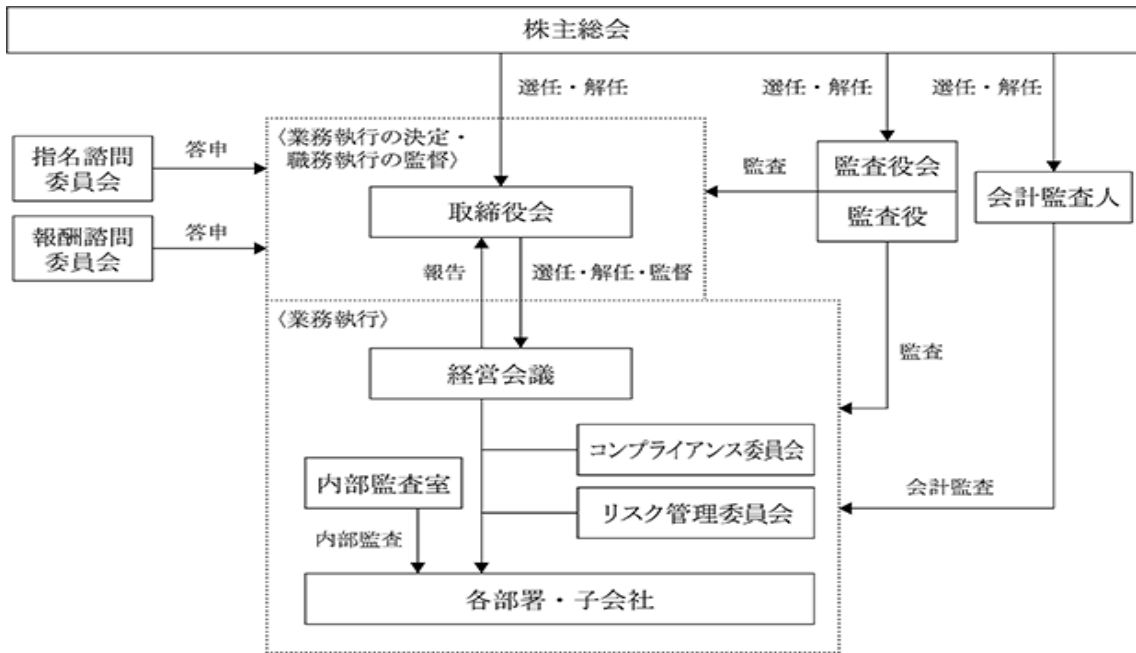 株主総会
選任・解任
選任・解任
選任・解任
〈業務執行の決定・
職務執行の監督〉
指名諮問
委員会
答申
監査
監査役会
監査役
会計監査人
取締役会
報酬諮問
委員会
答申
報告
選任・解任・監督
〈業務執行〉
経営会議
監査
コンプライアンス委員会
内部監査室
リスク管理委員会
会計監査
内部監査
各部署・子会社